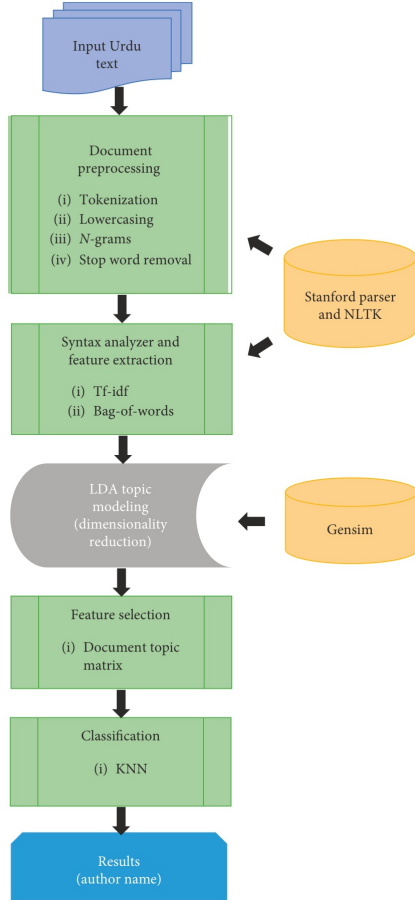 Input Urdu
text
Document
preprocessing
(i) Tokenization
(ii) Lowercasing
(iii) N-grams
(iv) Stop word removal
Stanford parser
and NLTK
Syntax analyzer and
feature extraction
(i) Tf-idf
(ii) Bag-of-words
LDA topic
modeling
(dimensionality
reduction)
Gensim
Feature selection
(i) Document topic
matrix
Classification
(i) KNN
Results
(author name)